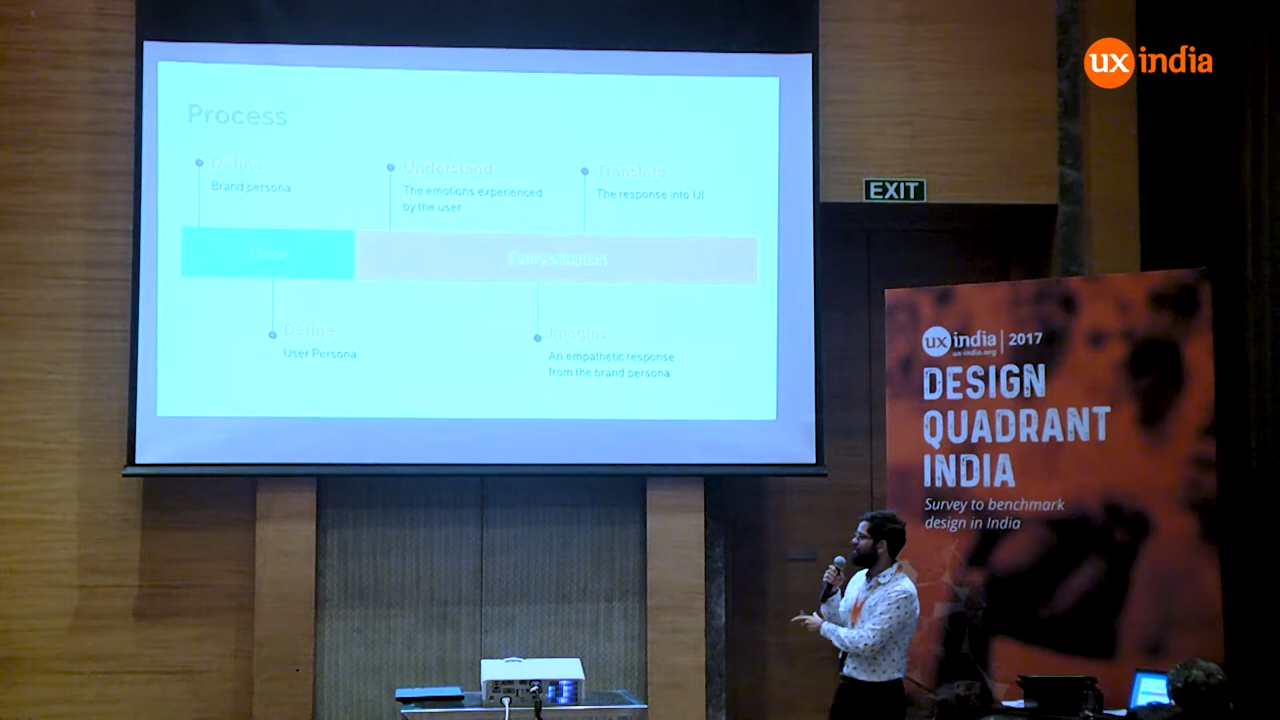 ux india
Process
Define
Brand persona
Understand
The emotions experienced
by the user
Translate
The response into UI
Define
User Persona
Imagine
An empathetic response
from the brand persona
EXIT
ux india 2017
ux-india.org
DESIGN
QUADRANT
INDIA
Survey to benchmark
design in India